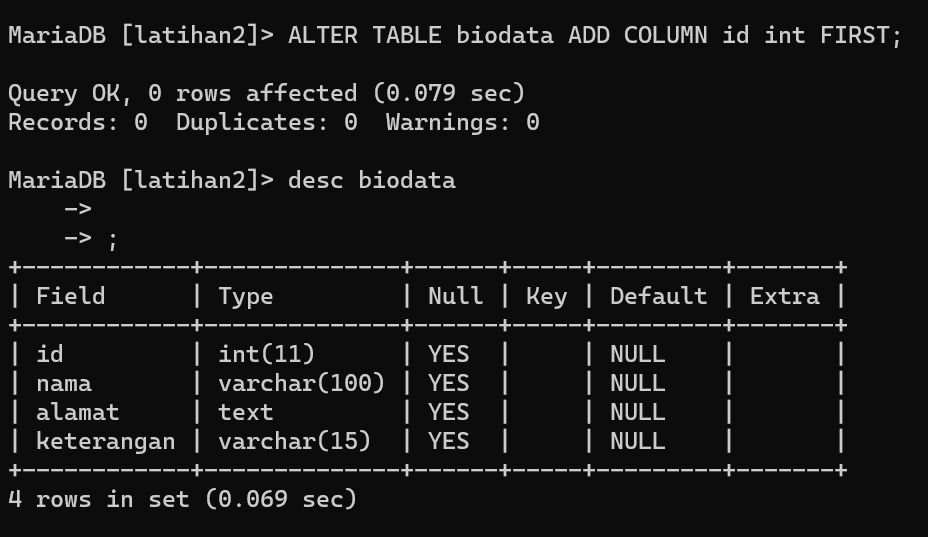 MariaDB [latihan2]> ALTER TABLE biodata ADD COLUMN id int FIRST;
Query OK, 0 rows affected (0.079 sec)
Records: 0  Duplicates: 0  Warnings: 0
MariaDB [latihan2]> desc biodata
    ->
    -> ;
+------------+--------------+------+-----+---------+-------+
| Field      | Type         | Null | Key | Default | Extra |
+------------+--------------+------+-----+---------+-------+
| id         | int(11)      | YES  |     | NULL    |       |
| nama       | varchar(100) | YES  |     | NULL    |       |
| alamat     | text         | YES  |     | NULL    |       |
| keterangan | varchar(15)  | YES  |     | NULL    |       |
+------------+--------------+------+-----+---------+-------+
4 rows in set (0.069 sec)